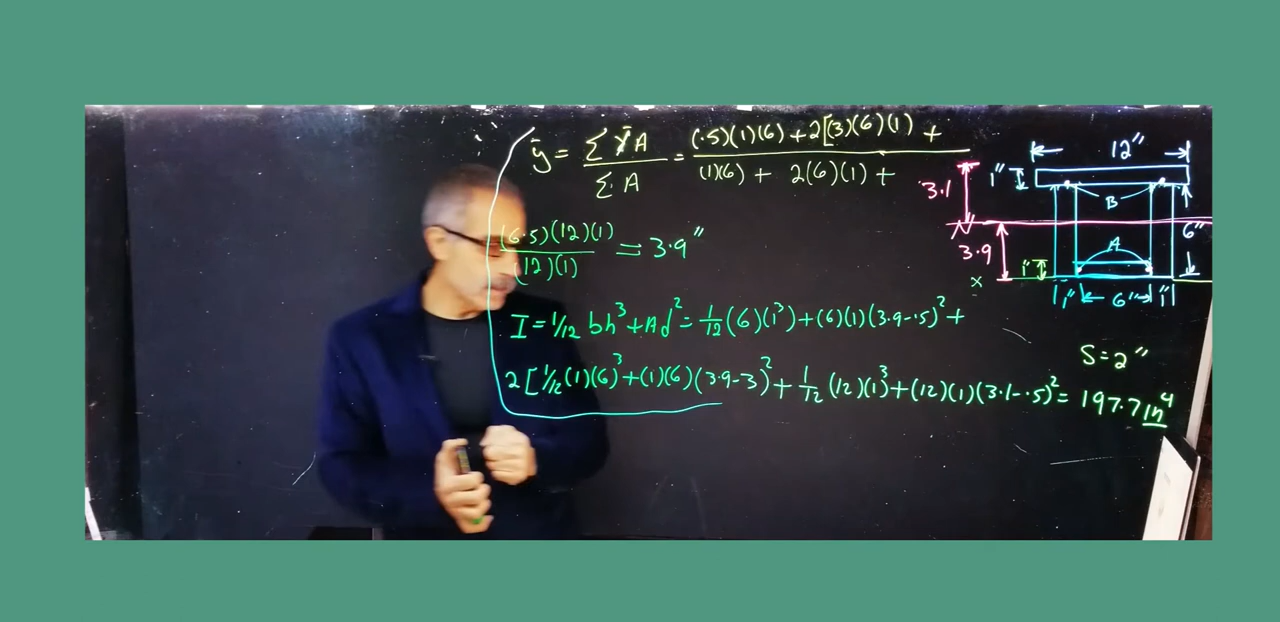 ȳ = ΣȳA / ΣA = (.5)(1)(6) + 2[(3)(6)(1) + / (1)(6) + 2(6)(1) +
(6.5)(12)(1) / (12)(1) = 3.9"
I = 1/12 bh³ + Ad² = 1/12 (6)(1³) + (6)(1)(3.9-.5)² +
2[1/12 (1)(6)³ + (1)(6)(3.9-3)² + 1/12 (12)(1)³ + (12)(1)(3.1-.5)² = 197.7 in⁴
12"
1"
3.1
B
N
3.9
6"
A
1"
x
1" 6" 1"
S = 2"